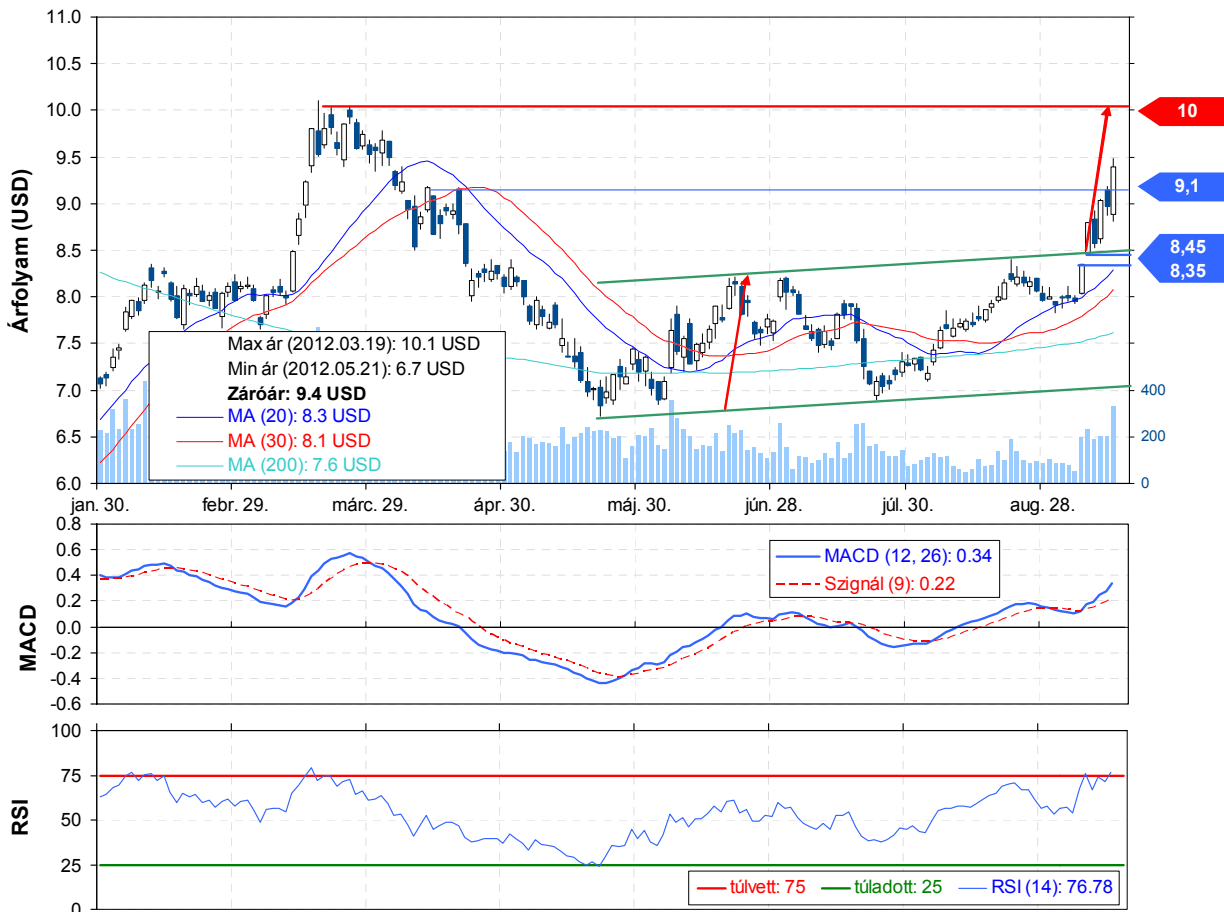 11.0
10.5
10.0
9.5
9.0
8.5
8.0
7.5
7.0
6.5
6.0
Árfolyam (USD)
10
9,1
8,45
8,35
400
200
0
Max ár (2012.03.19): 10.1 USD
Min ár (2012.05.21): 6.7 USD
Záróár: 9.4 USD
MA (20): 8.3 USD
MA (30): 8.1 USD
MA (200): 7.6 USD
jan. 30.
febr. 29.
márc. 29.
ápr. 30.
máj. 30.
jún. 28.
júl. 30.
aug. 28.
0.8
0.6
0.4
0.2
0.0
-0.2
-0.4
-0.6
MACD
MACD (12, 26): 0.34
Szignál (9): 0.22
100
75
50
25
0
RSI
túlvett: 75
túladott: 25
RSI (14): 76.78